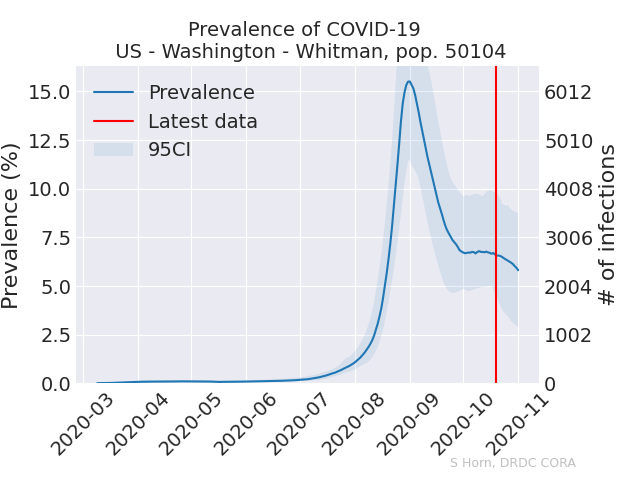 Prevalence of COVID-19
US - Washington - Whitman, pop. 50104
Prevalence (%)
15.0
12.5
10.0
7.5
5.0
2.5
0.0
Prevalence
Latest data
95CI
6012
5010
4008
3006
2004
1002
0
# of infections
2020-03
2020-04
2020-05
2020-06
2020-07
2020-08
2020-09
2020-10
2020-11
S Horn, DRDC CORA